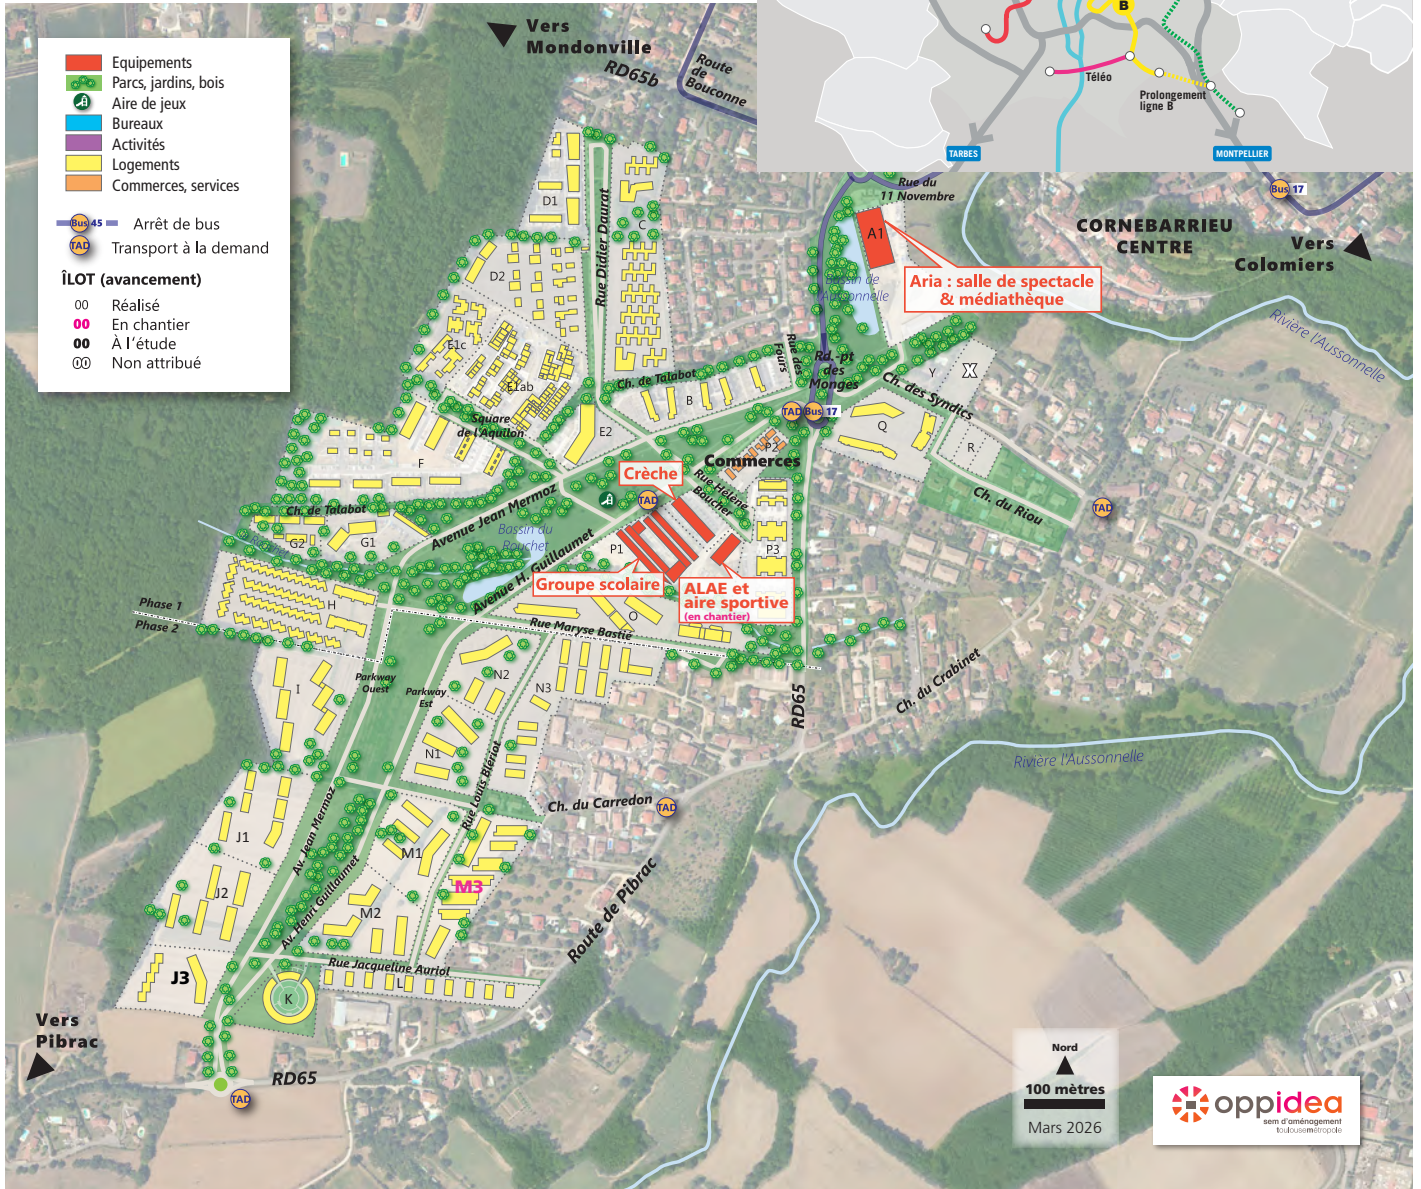 Equipements
Parcs, jardins, bois
Aire de jeux
Bureaux
Activités
Logements
Commerces, services
Bus 45 Arrêt de bus
TAD Transport à la demand
ÎLOT (avancement)
00 Réalisé
00 En chantier
00 À l'étude
00 Non attribué
Vers
Mondonville
RD65b
Route
de
Bouconne
B
Téléo
Prolongement
ligne B
TARBES
MONTPELLIER
Bus 17
Rue du
11 Novembre
CORNEBARRIEU
CENTRE
Vers
Colomiers
A1
Aria : salle de spectacle
& médiathèque
Bassin de
l'Aussonnelle
Rivière l'Aussonnelle
D1
C
Rue Didier Daurat
D2
E1c
E1ab
Ch. de Talabot
Rue des
Fours
Rd.-pt
des
Monges
Y
X
Ch. des Syndics
B
TAD Bus 17
Q
R
Square
de l'Aquilon
E2
F
P2
Commerces
Crèche
Rue Hélène
Boucher
TAD
Ch. du Riou
TAD
Avenue Jean Mermoz
Ch. de Talabot
G2
G1
Bassin du
Rouchet
Avenue H. Guillaumet
P1
P3
Groupe scolaire
ALAE et
aire sportive
(en chantier)
H
O
Rue Maryse Bastié
Phase 1
Phase 2
Parkway
Ouest
Parkway
Est
I
N2
N3
N1
RD65
Ch. du Crabinet
Rivière l'Aussonnelle
Rue Louis Blériot
Ch. du Carredon
TAD
Av. Jean Mermoz
J1
M1
J2
Av. Henri Guillaumet
M2
M3
Route de Pibrac
J3
Rue Jacqueline Auriol
K
L
Vers
Pibrac
RD65
TAD
Nord
100 mètres
Mars 2026
oppidea
sem d'aménagement
toulousemétropole